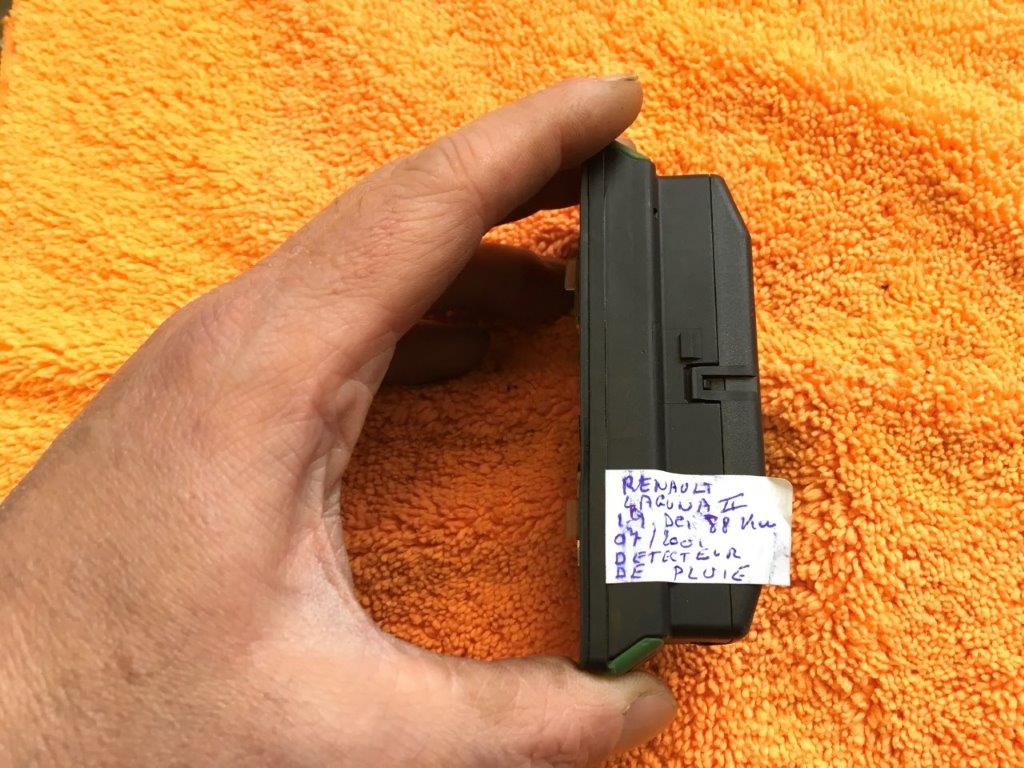 RENAULT
LAGUNA II
1.9 DCI 88 KW
07/2001
DETECTEUR
DE PLUIE